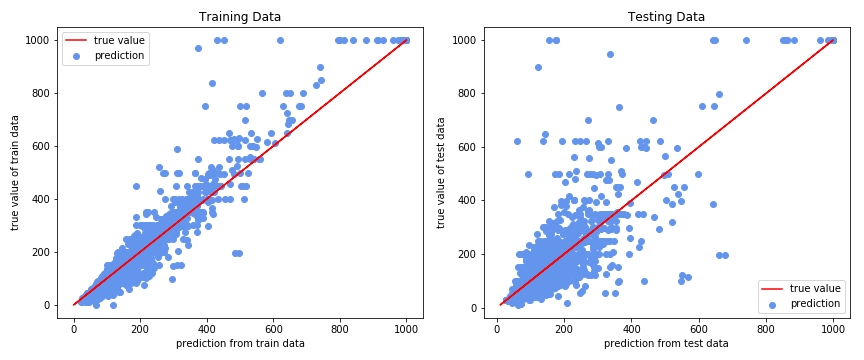 Training Data
true value
prediction
1000
800
600
400
200
0
true value of train data
0 200 400 600 800 1000
prediction from train data
Testing Data
1000
800
600
400
200
0
true value of test data
true value
prediction
0 200 400 600 800 1000
prediction from test data